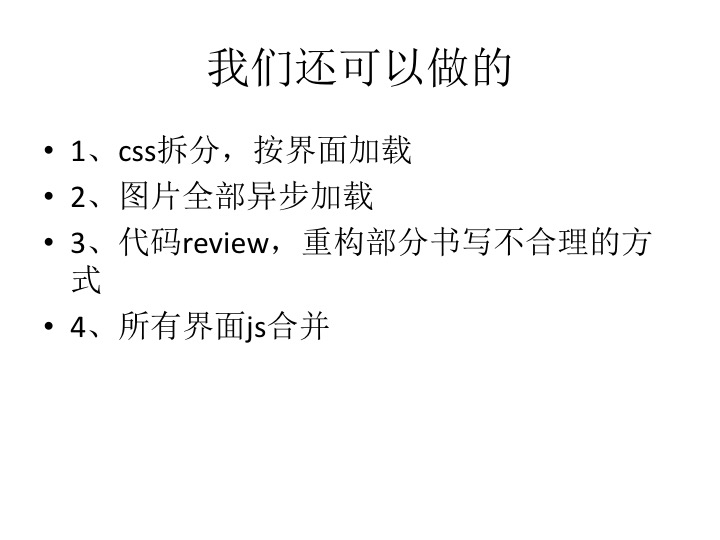 我们还可以做的
• 1、css拆分，按界面加载
• 2、图片全部异步加载
• 3、代码review，重构部分书写不合理的方
式
• 4、所有界面js合并